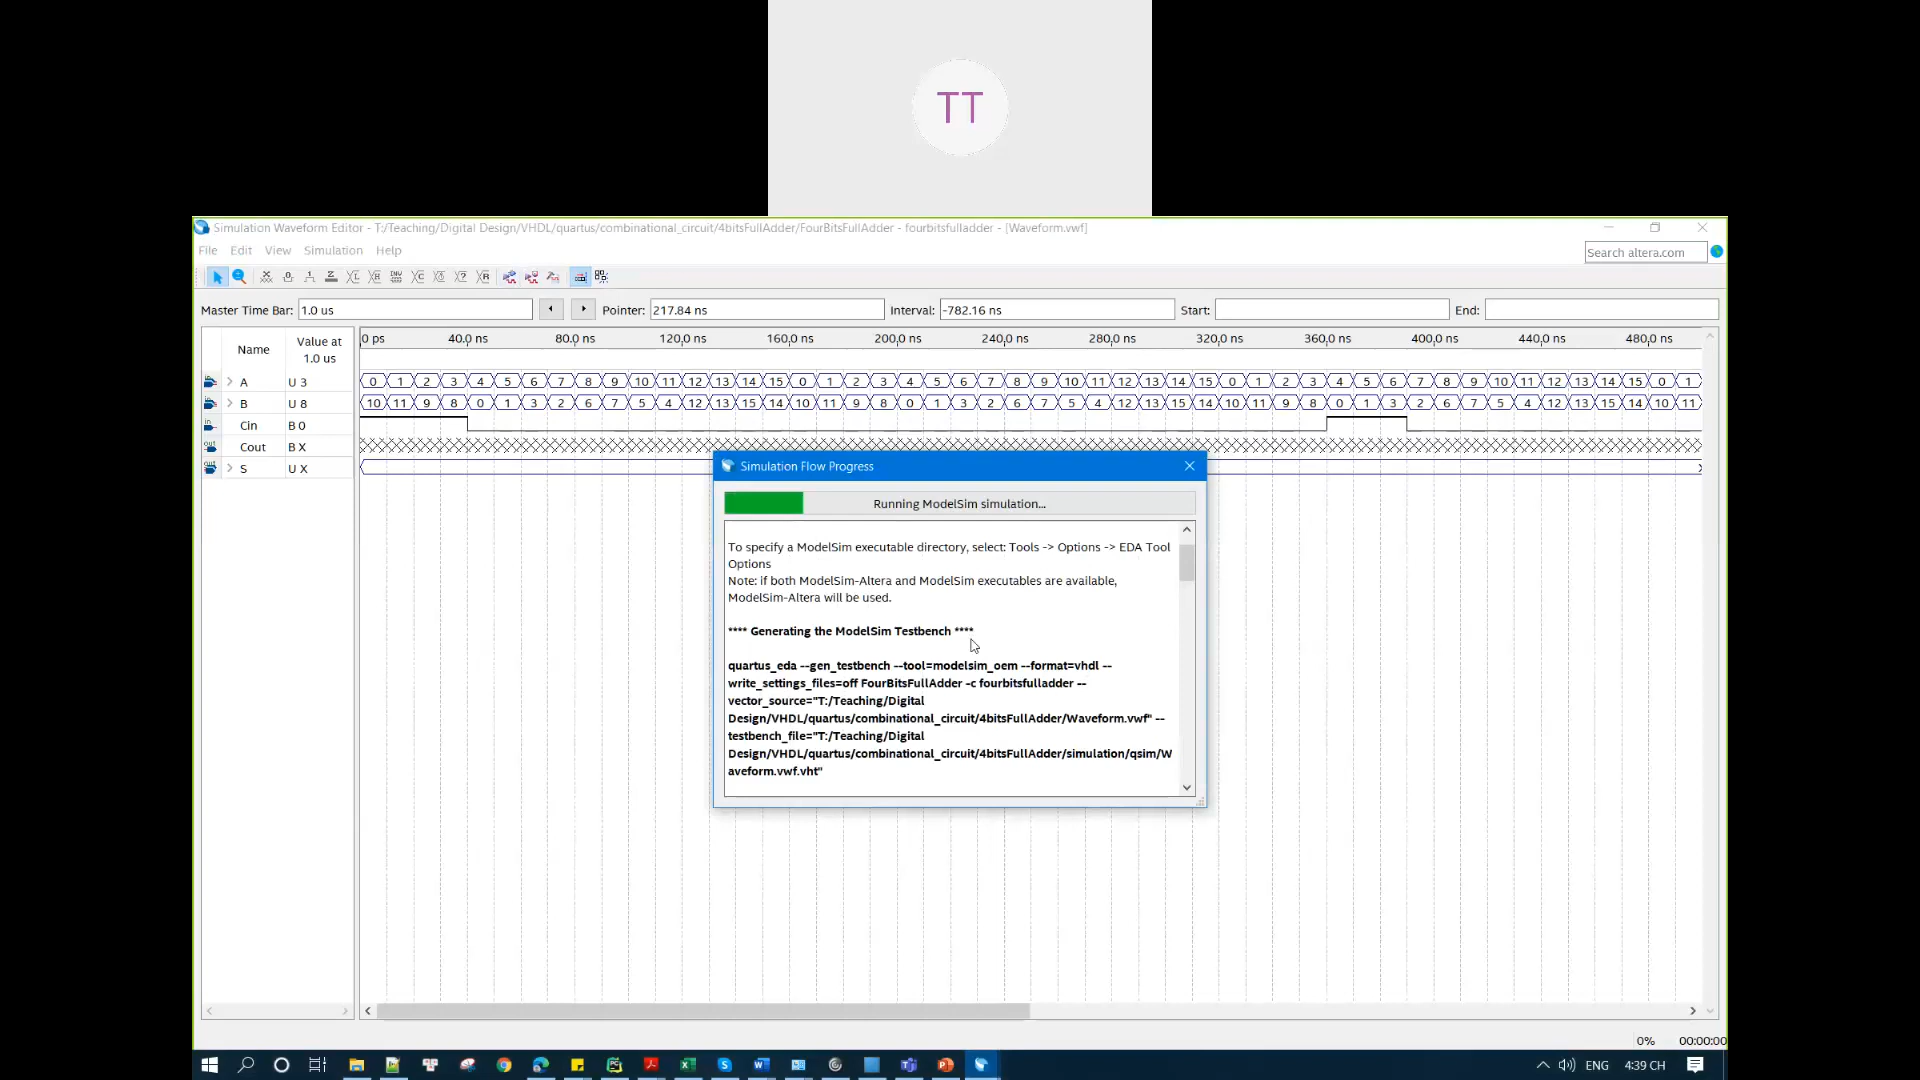 TT
Simulation Waveform Editor - T:/Teaching/Digital Design/VHDL/quartus/combinational_circuit/4bitsFullAdder/FourBitsFullAdder - fourbitsfulladder - [Waveform.vwf]
File Edit View Simulation Help
Search altera.com
Master Time Bar: 1.0 us Pointer: 217.84 ns Interval: -782.16 ns Start: End:
Name Value at 1.0 us
0 ps 40.0 ns 80.0 ns 120.0 ns 160.0 ns 200.0 ns 240.0 ns 280.0 ns 320.0 ns 360.0 ns 400.0 ns 440.0 ns 480.0 ns
A U 3 0 1 2 3 4 5 6 7 8 9 10 11 12 13 14 15 0 1 2 3 4 5 6 7 8 9 10 11 12 13 14 15 0 1 2 3 4 5 6 7 8 9 10 11 12 13 14 15 0 1
B U 8 10 11 9 8 0 1 3 2 6 7 5 4 12 13 15 14 10 11 9 8 0 1 3 2 6 7 5 4 12 13 15 14 10 11 9 8 0 1 3 2 6 7 5 4 12 13 15 14 10 11
Cin B 0
Cout B X
S U X
Simulation Flow Progress
Running ModelSim simulation...
To specify a ModelSim executable directory, select: Tools -> Options -> EDA Tool
Options
Note: if both ModelSim-Altera and ModelSim executables are available,
ModelSim-Altera will be used.
**** Generating the ModelSim Testbench ****
quartus_eda --gen_testbench --tool=modelsim_oem --format=vhdl --
write_settings_files=off FourBitsFullAdder -c fourbitsfulladder --
vector_source="T:/Teaching/Digital
Design/VHDL/quartus/combinational_circuit/4bitsFullAdder/Waveform.vwf" --
testbench_file="T:/Teaching/Digital
Design/VHDL/quartus/combinational_circuit/4bitsFullAdder/simulation/qsim/W
aveform.vwf.vht"
0% 00:00:00
ENG 4:39 CH